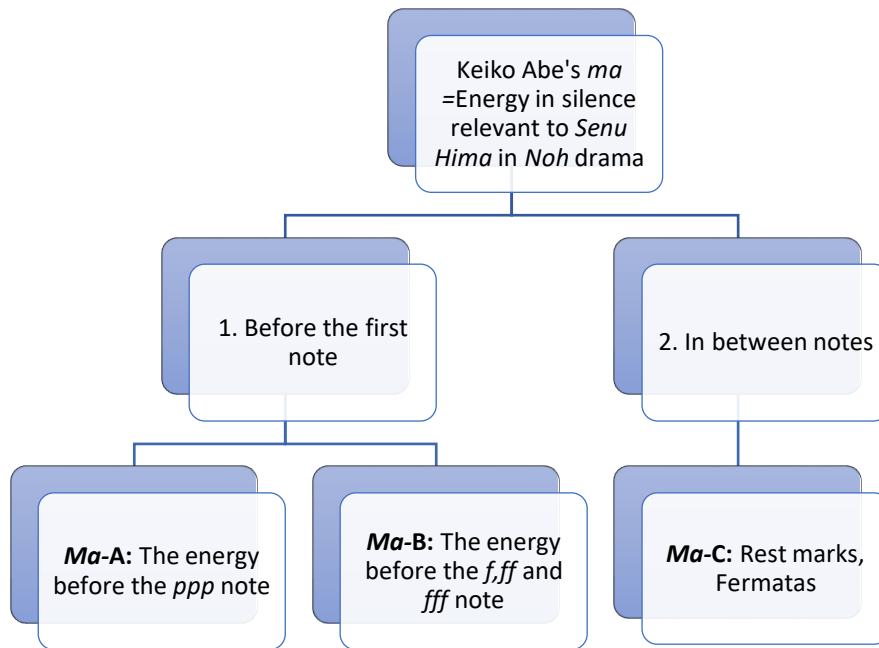 Keiko Abe's ma
=Energy in silence
relevant to Senu
Hima in Noh drama
1. Before the first
note
2. In between notes
Ma-A: The energy
before the ppp note
Ma-B: The energy
before the f,ff and
fff note
Ma-C: Rest marks,
Fermatas